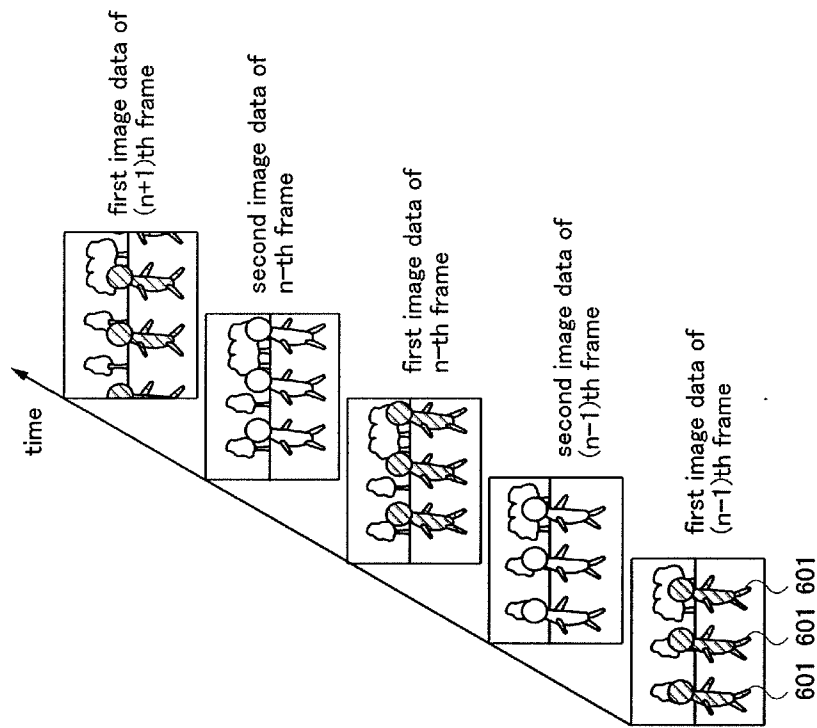 time
first image data of
(n+1)th frame
second image data of
n-th frame
first image data of
n-th frame
second image data of
(n-1)th frame
first image data of
(n-1)th frame
601 601 601